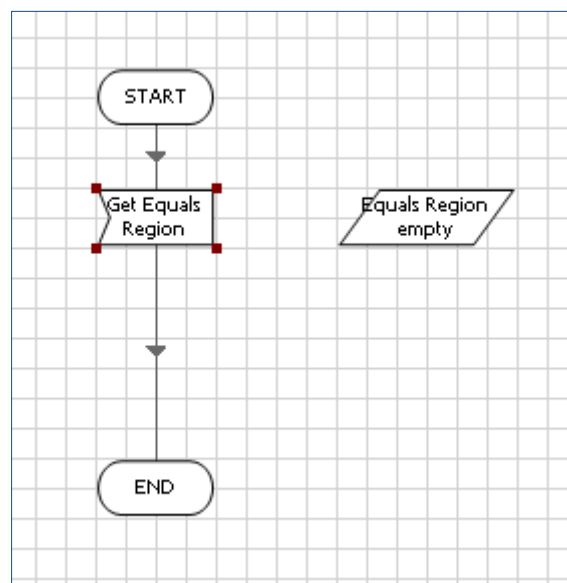 START
Get Equals
Region
Equals Region
empty
END